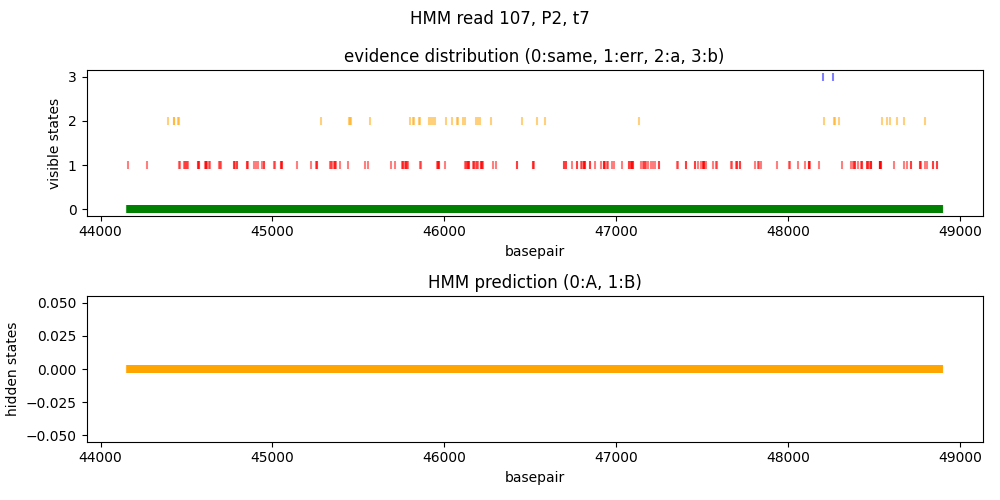 HMM read 107, P2, t7
evidence distribution (0:same, 1:err, 2:a, 3:b)
visible states
3
2
1
0
44000 45000 46000 47000 48000 49000
basepair
HMM prediction (0:A, 1:B)
hidden states
0.050
0.025
0.000
−0.025
−0.050
44000 45000 46000 47000 48000 49000
basepair